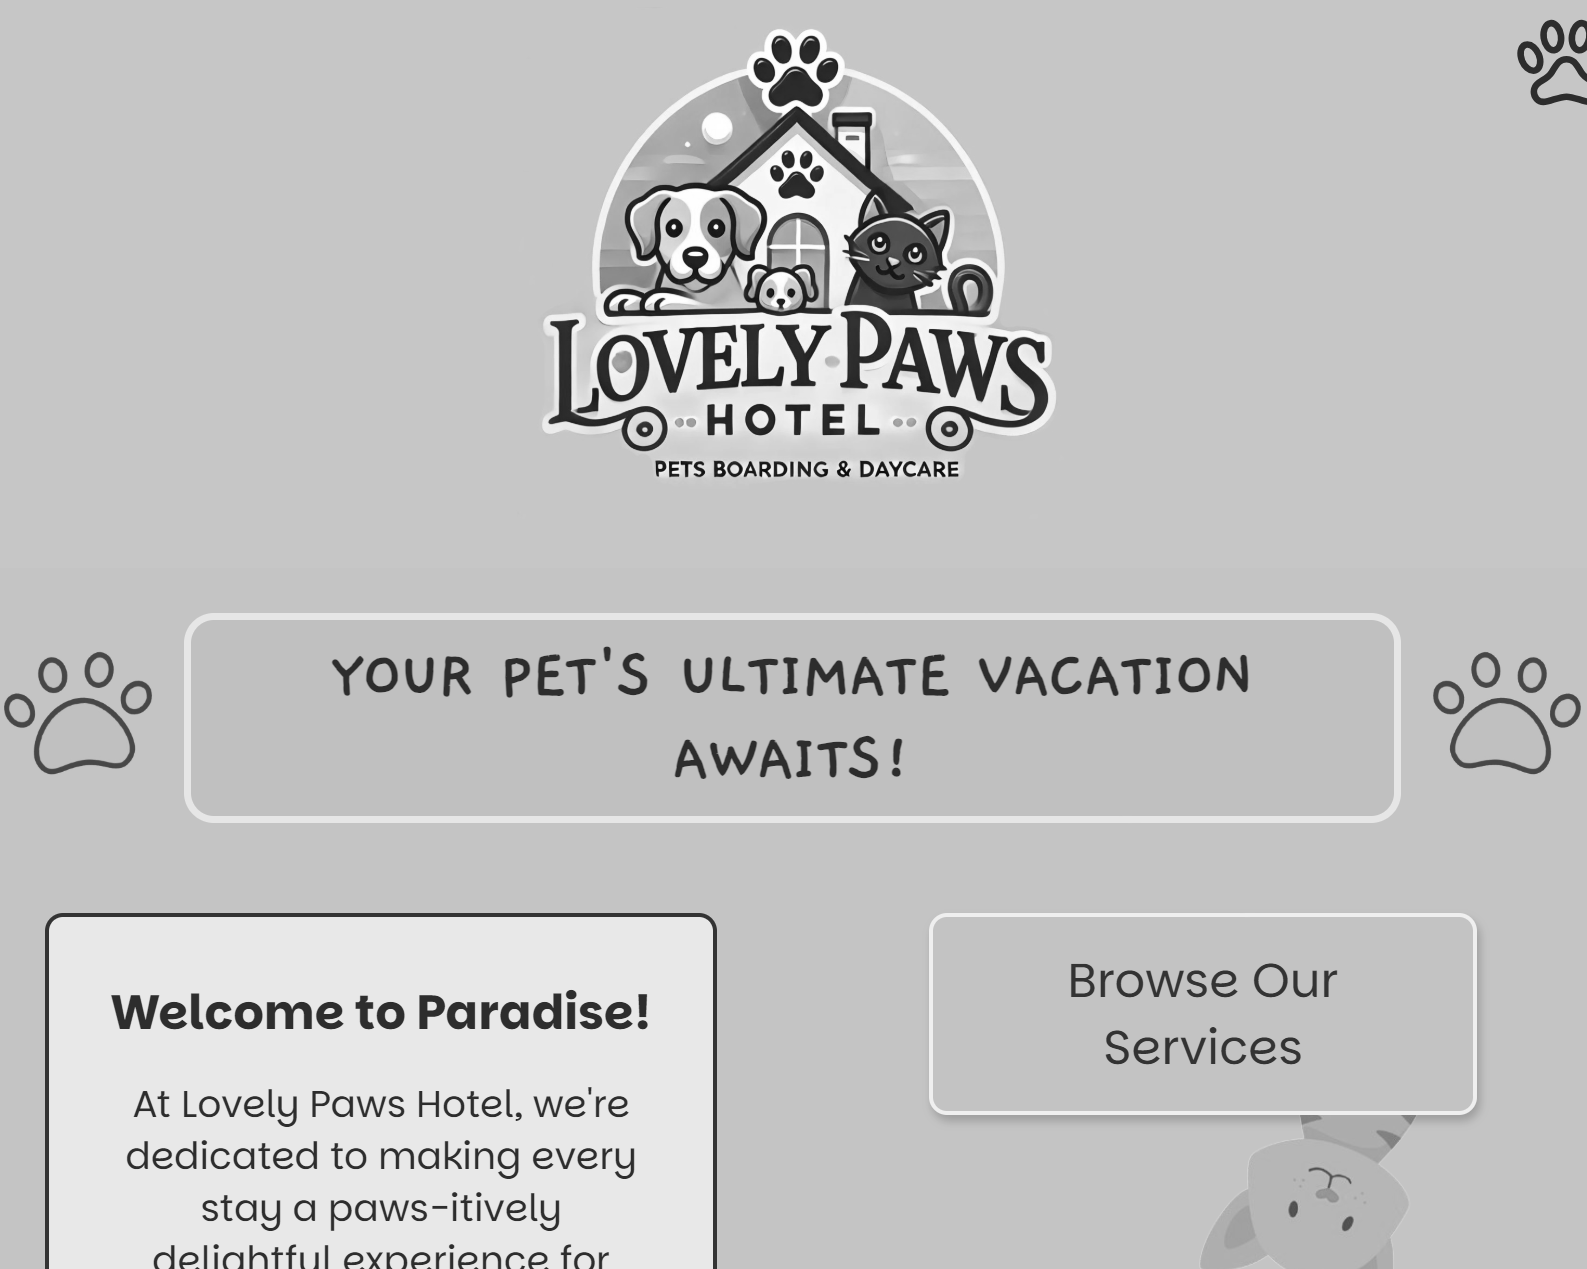 LOVELY PAWS
HOTEL
PETS BOARDING & DAYCARE
YOUR PET'S ULTIMATE VACATION
AWAITS!
Welcome to Paradise!
At Lovely Paws Hotel, we're
dedicated to making every
stay a paws-itively
delightful experience for
Browse Our
Services